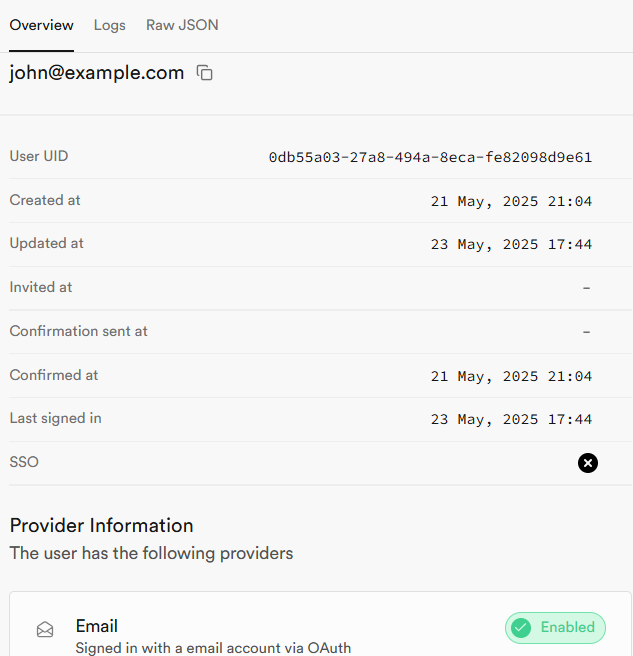 Overview Logs Raw JSON
john@example.com
User UID 0db55a03-27a8-494a-8eca-fe82098d9e61
Created at 21 May, 2025 21:04
Updated at 23 May, 2025 17:44
Invited at -
Confirmation sent at -
Confirmed at 21 May, 2025 21:04
Last signed in 23 May, 2025 17:44
SSO
Provider Information
The user has the following providers
Email Enabled
Signed in with a email account via OAuth